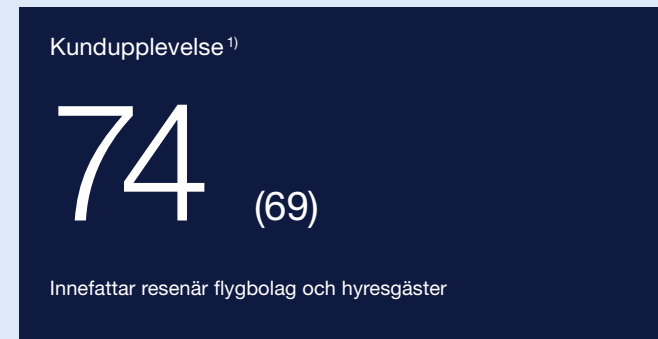 Kundupplevelse 1)
74 (69)
Innefattar resenär flygbolag och hyresgäster